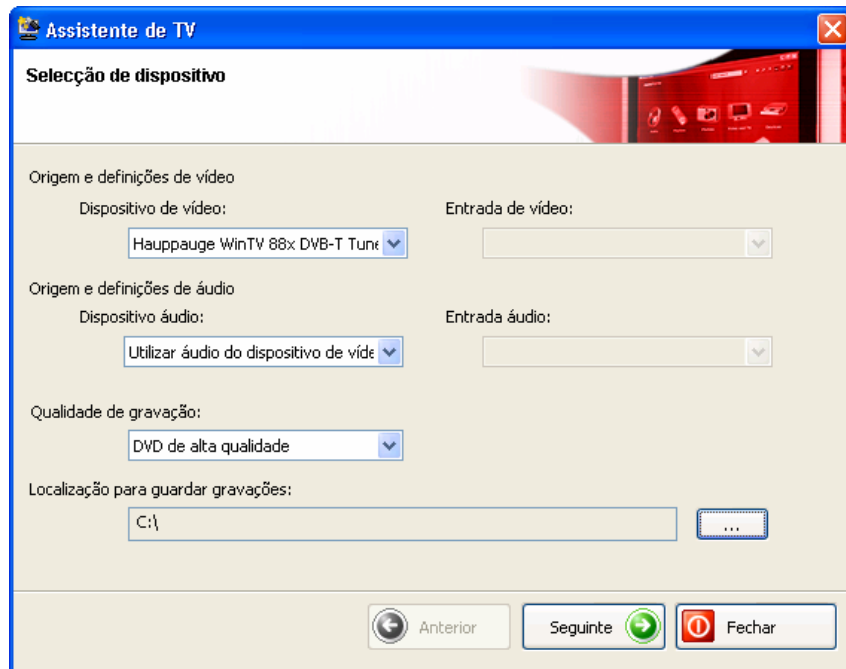 Assistente de TV
Selecção de dispositivo
Origem e definições de vídeo
Dispositivo de vídeo:
Entrada de vídeo:
Hauppauge WinTV 88x DVB-T Tune
Origem e definições de áudio
Dispositivo áudio:
Entrada áudio:
Utilizar áudio do dispositivo de víde
Qualidade de gravação:
DVD de alta qualidade
Localização para guardar gravações:
C:\
...
Anterior
Seguinte
Fechar